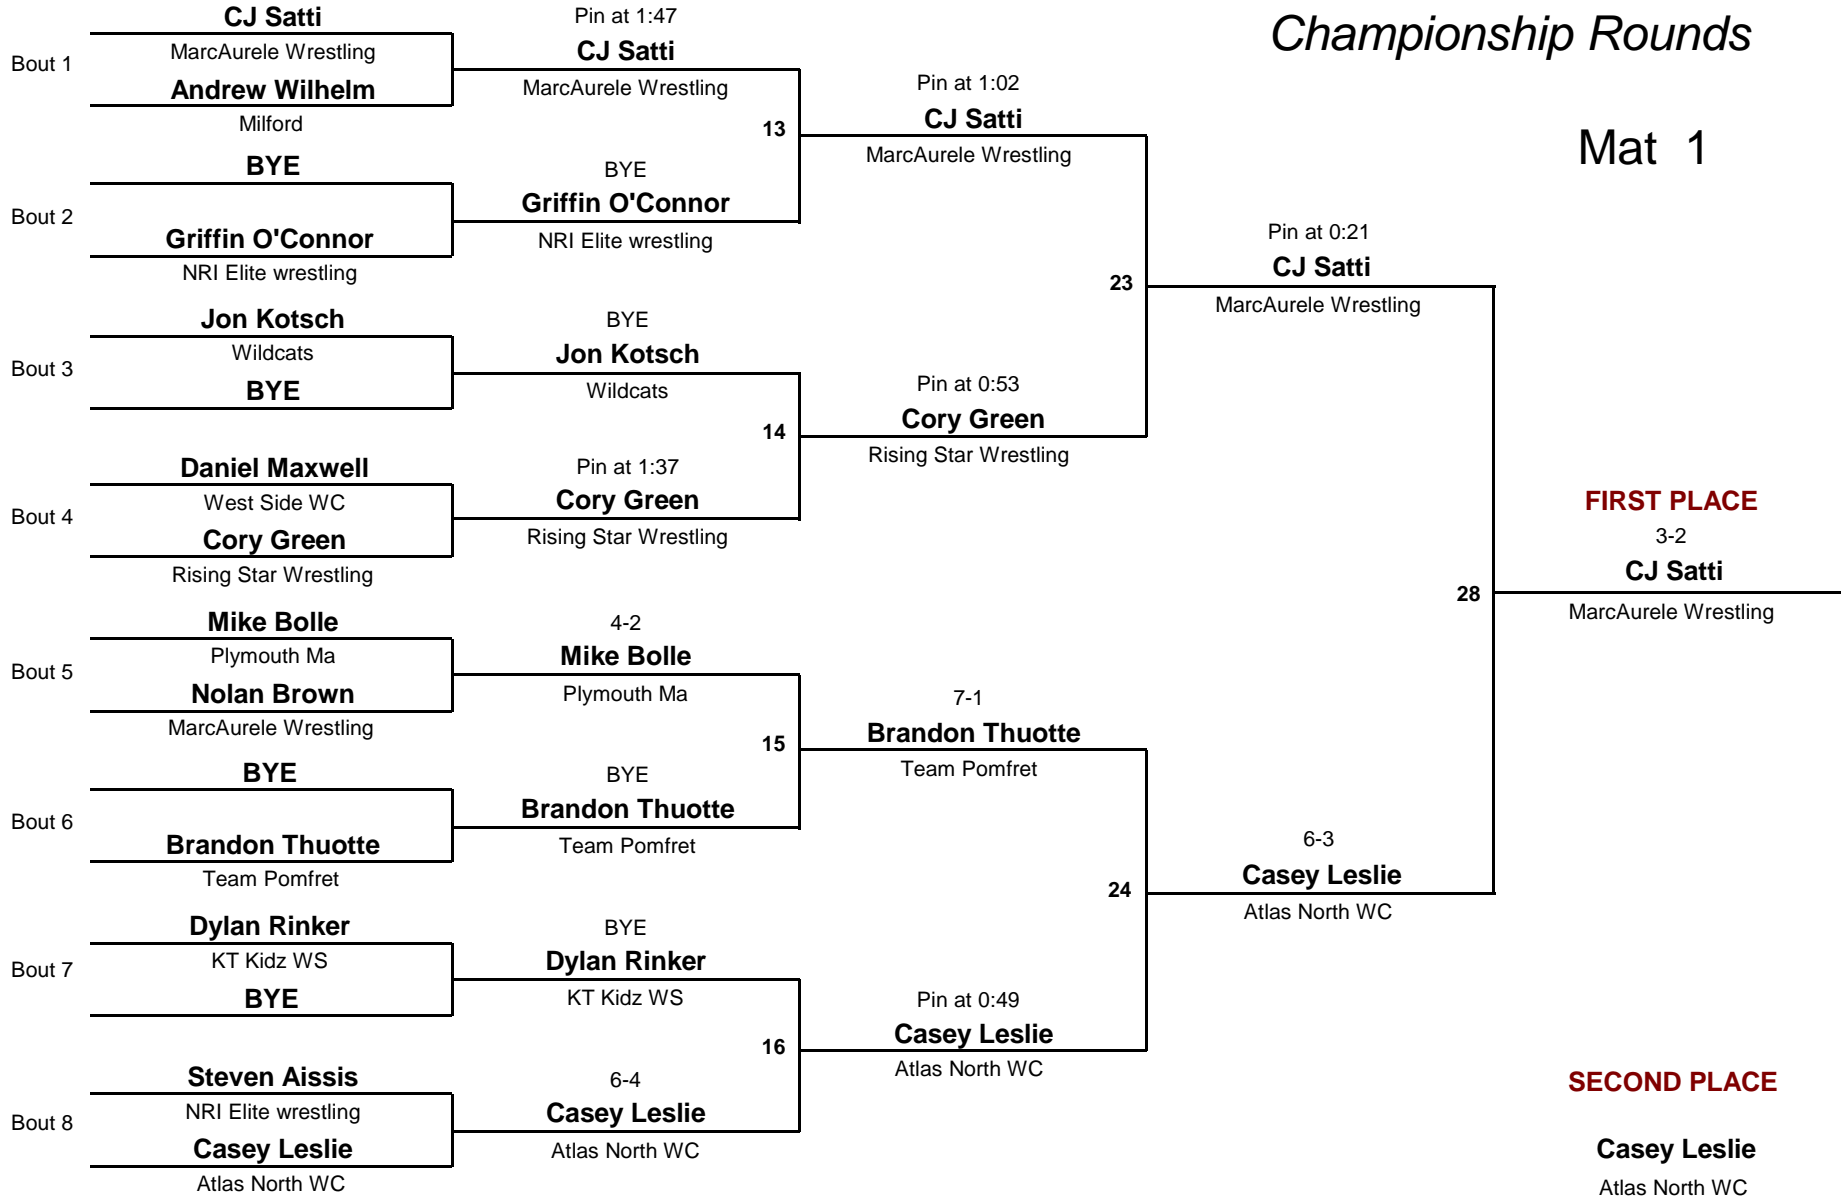 Championship Rounds
Mat 1
Bout 1
CJ Satti
MarcAurele Wrestling
Andrew Wilhelm
Milford
Bout 2
BYE
Griffin O'Connor
NRI Elite wrestling
Bout 3
Jon Kotsch
Wildcats
BYE
Bout 4
Daniel Maxwell
West Side WC
Cory Green
Rising Star Wrestling
Bout 5
Mike Bolle
Plymouth Ma
Nolan Brown
MarcAurele Wrestling
Bout 6
BYE
Brandon Thuotte
Team Pomfret
Bout 7
Dylan Rinker
KT Kidz WS
BYE
Bout 8
Steven Aissis
NRI Elite wrestling
Casey Leslie
Atlas North WC
Pin at 1:47
CJ Satti
MarcAurele Wrestling
13
BYE
Griffin O'Connor
NRI Elite wrestling
BYE
Jon Kotsch
Wildcats
14
Pin at 1:37
Cory Green
Rising Star Wrestling
4-2
Mike Bolle
Plymouth Ma
15
BYE
Brandon Thuotte
Team Pomfret
BYE
Dylan Rinker
KT Kidz WS
16
6-4
Casey Leslie
Atlas North WC
Pin at 1:02
CJ Satti
MarcAurele Wrestling
23
Pin at 0:53
Cory Green
Rising Star Wrestling
7-1
Brandon Thuotte
Team Pomfret
24
Pin at 0:49
Casey Leslie
Atlas North WC
Pin at 0:21
CJ Satti
MarcAurele Wrestling
28
6-3
Casey Leslie
Atlas North WC
FIRST PLACE
3-2
CJ Satti
MarcAurele Wrestling
SECOND PLACE
Casey Leslie
Atlas North WC